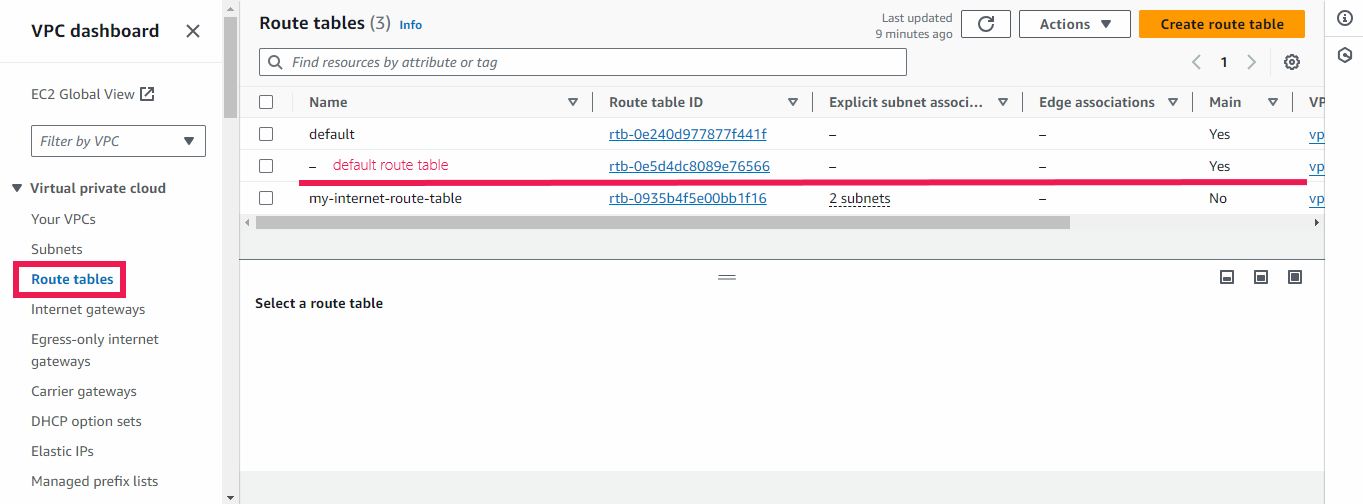 VPC dashboard
EC2 Global View
Filter by VPC
Virtual private cloud
Your VPCs
Subnets
Route tables
Internet gateways
Egress-only internet
gateways
Carrier gateways
DHCP option sets
Elastic IPs
Managed prefix lists
Route tables (3) Info
Last updated
9 minutes ago
Actions
Create route table
Find resources by attribute or tag
1
Name Route table ID Explicit subnet associ... Edge associations Main VP
default rtb-0e240d977877f441f – – Yes vp
– default route table rtb-0e5d4dc8089e76566 – – Yes vp
my-internet-route-table rtb-0935b4f5e00bb1f16 2 subnets – No vp
Select a route table